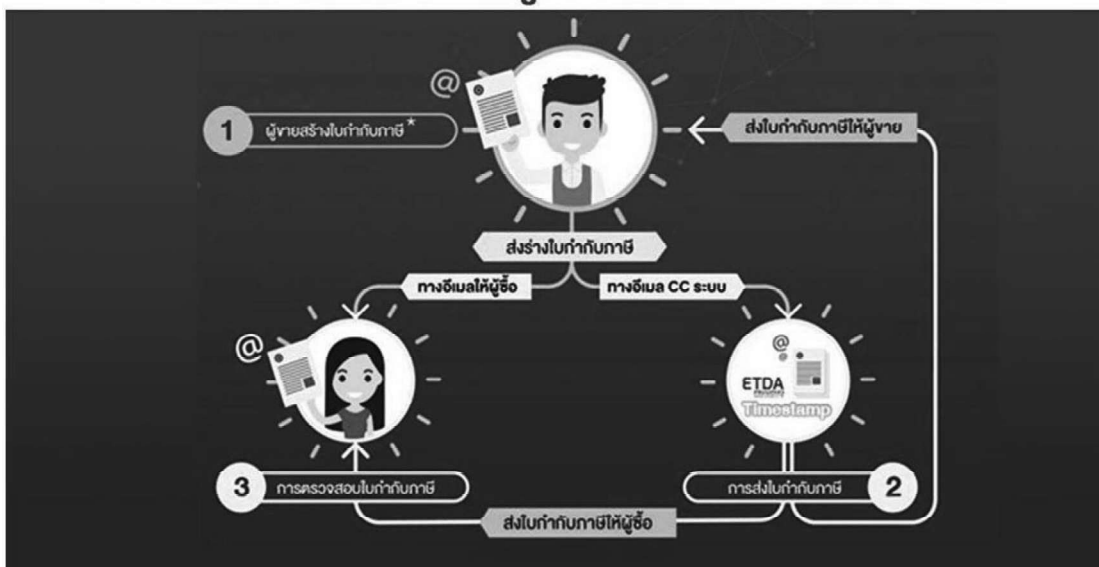 @
1 ผู้ขายสร้างใบกำกับภาษี*
ส่งใบกำกับภาษีให้ผู้ขาย
ส่งร่างใบกำกับภาษี
ทางอีเมลให้ผู้ซื้อ
ทางอีเมล CC ระบบ
@
@
ETDA
Timestamp
3 การตรวจสอบใบกำกับภาษี
การส่งใบกำกับภาษี 2
ส่งใบกำกับภาษีให้ผู้ซื้อ